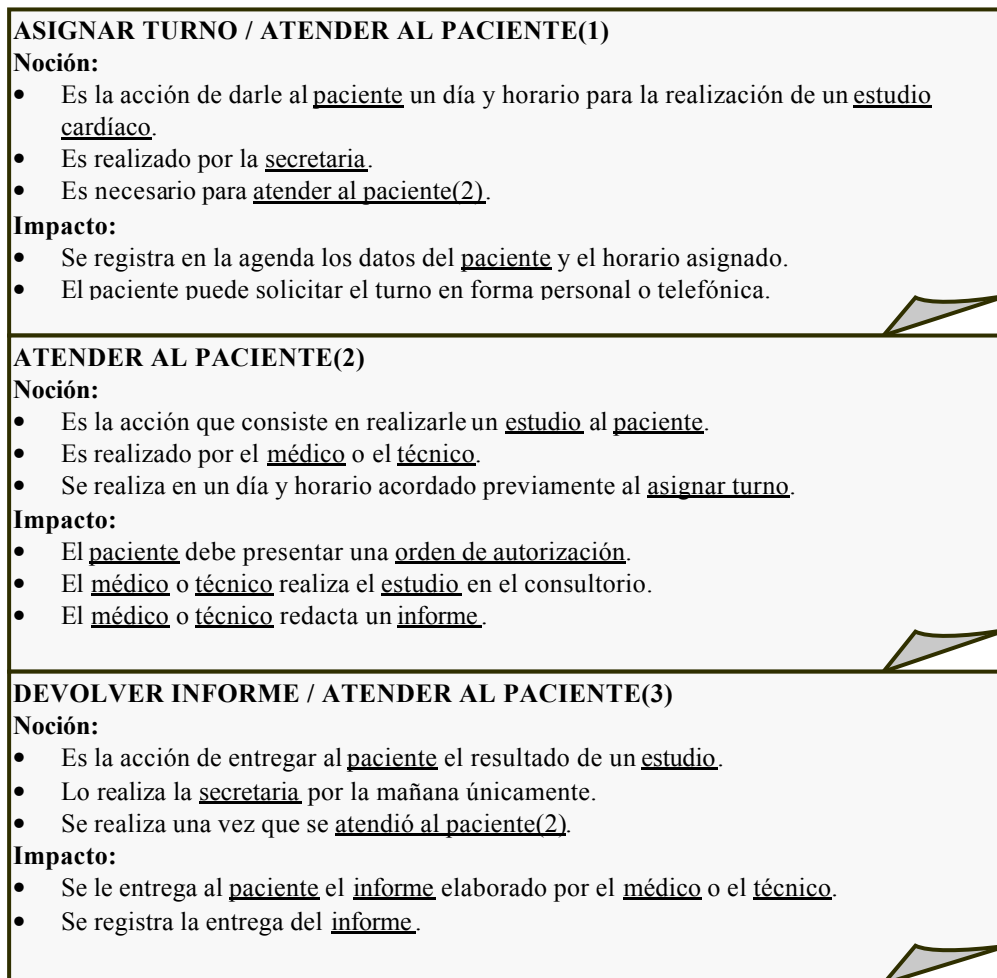 ASIGNAR TURNO / ATENDER AL PACIENTE(1)
Noción:
• Es la acción de darle al paciente un día y horario para la realización de un estudio
cardíaco.
• Es realizado por la secretaria.
• Es necesario para atender al paciente(2).
Impacto:
• Se registra en la agenda los datos del paciente y el horario asignado.
• El paciente puede solicitar el turno en forma personal o telefónica.
ATENDER AL PACIENTE(2)
Noción:
• Es la acción que consiste en realizarle un estudio al paciente.
• Es realizado por el médico o el técnico.
• Se realiza en un día y horario acordado previamente al asignar turno.
Impacto:
• El paciente debe presentar una orden de autorización.
• El médico o técnico realiza el estudio en el consultorio.
• El médico o técnico redacta un informe.
DEVOLVER INFORME / ATENDER AL PACIENTE(3)
Noción:
• Es la acción de entregar al paciente el resultado de un estudio.
• Lo realiza la secretaria por la mañana únicamente.
• Se realiza una vez que se atendió al paciente(2).
Impacto:
• Se le entrega al paciente el informe elaborado por el médico o el técnico.
• Se registra la entrega del informe.